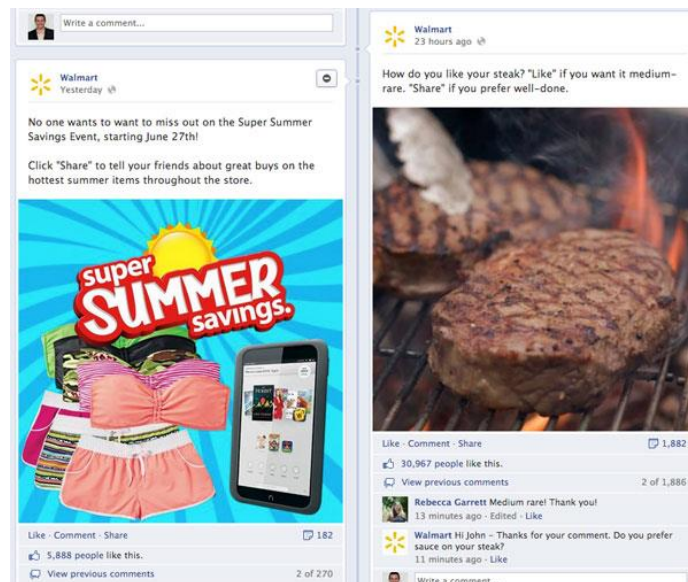 Write a comment...
Walmart
Yesterday
No one wants to want to miss out on the Super Summer
Savings Event, starting June 27th!
Click "Share" to tell your friends about great buys on the
hottest summer items throughout the store.
super
SUMMER
savings.
Like · Comment · Share 182
5,888 people like this.
View previous comments 2 of 270
Walmart
23 hours ago
How do you like your steak? "Like" if you want it medium-
rare. "Share" if you prefer well-done.
Like · Comment · Share 1,882
30,967 people like this.
View previous comments 2 of 1,886
Rebecca Garrett Medium rare! Thank you!
13 minutes ago · Edited · Like
Walmart Hi John – Thanks for your comment. Do you prefer
sauce on your steak?
11 minutes ago · Like
Write a comment